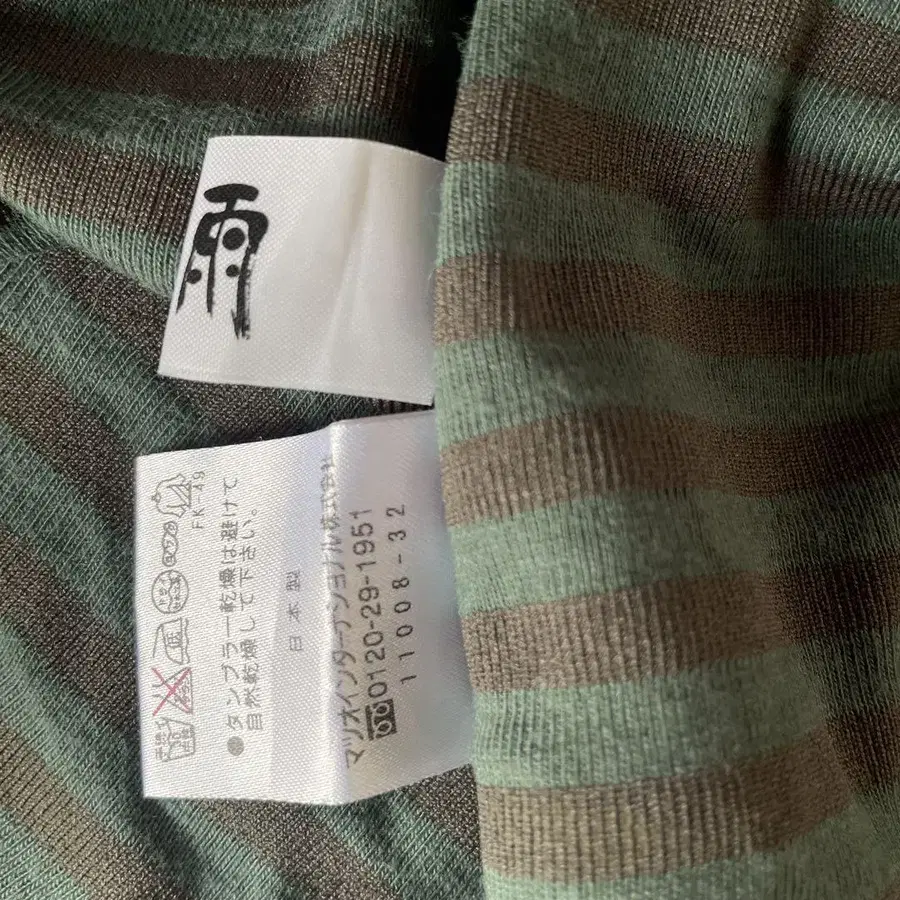 雨
FK-49
●タンブラー乾燥は避けて
自然乾燥して下さい。
日本製
マツオインターナショナル株式会社
0120-29-1951
11008-32